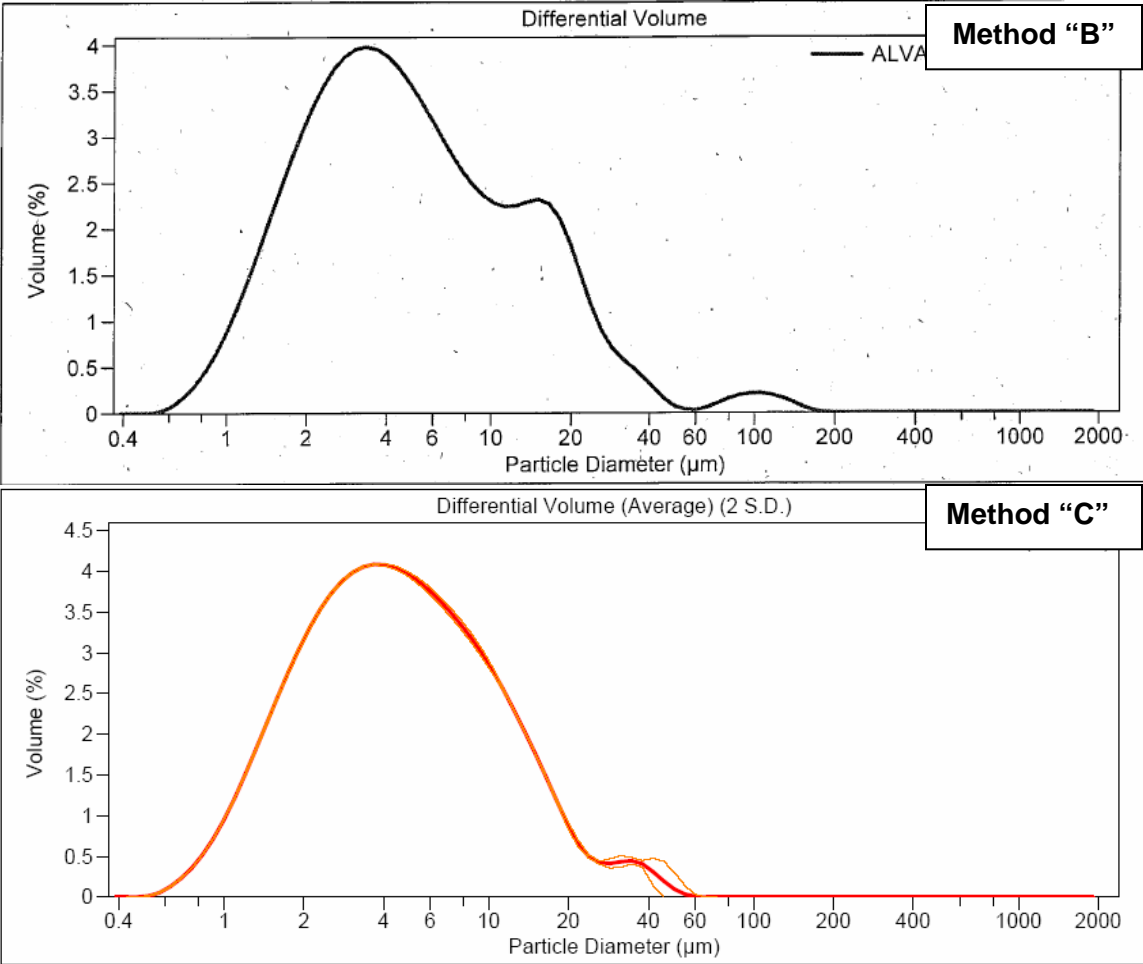 Differential Volume
Method “B”
ALVA
4
3.5
3
2.5
2
1.5
1
0.5
0
Volume (%)
0.4 1 2 4 6 10 20 40 60 100 200 400 1000 2000
Particle Diameter (µm)
Differential Volume (Average) (2 S.D.)
Method “C”
4.5
4
3.5
3
2.5
2
1.5
1
0.5
0
Volume (%)
0.4 1 2 4 6 10 20 40 60 100 200 400 1000 2000
Particle Diameter (µm)